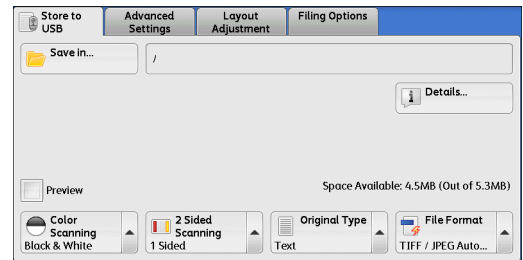 Store to USB
Advanced Settings
Layout Adjustment
Filing Options
Save in...
/
Details...
Preview
Space Available: 4.5MB (Out of 5.3MB)
Color Scanning
Black & White
2 Sided Scanning
1 Sided
Original Type
Text
File Format
TIFF / JPEG Auto...